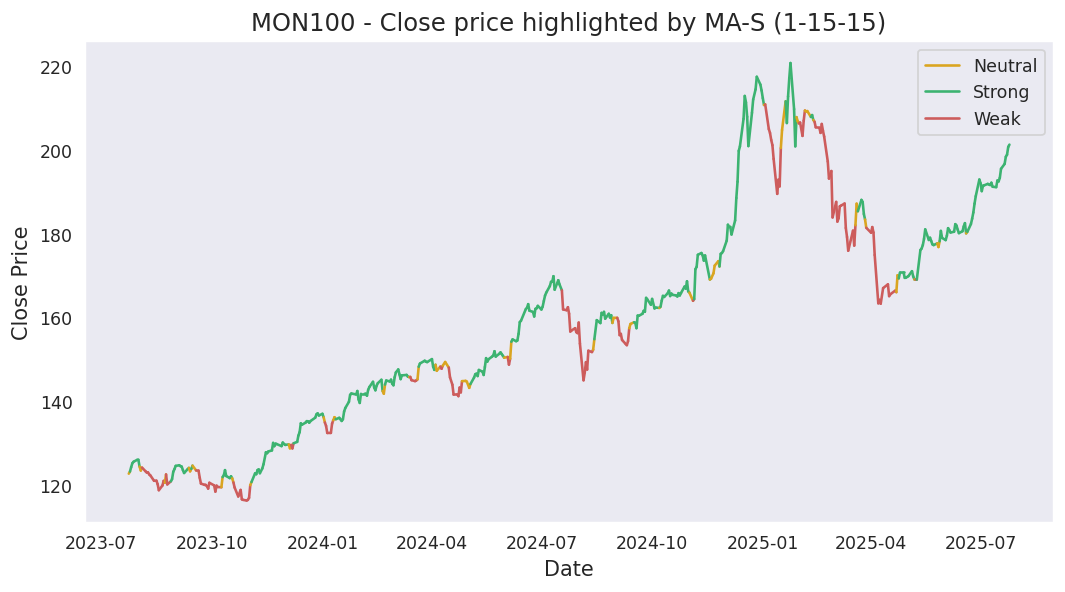 MON100 - Close price highlighted by MA-S (1-15-15)
Neutral
Strong
Weak
Close Price
220
200
180
160
140
120
2023-07 2023-10 2024-01 2024-04 2024-07 2024-10 2025-01 2025-04 2025-07
Date